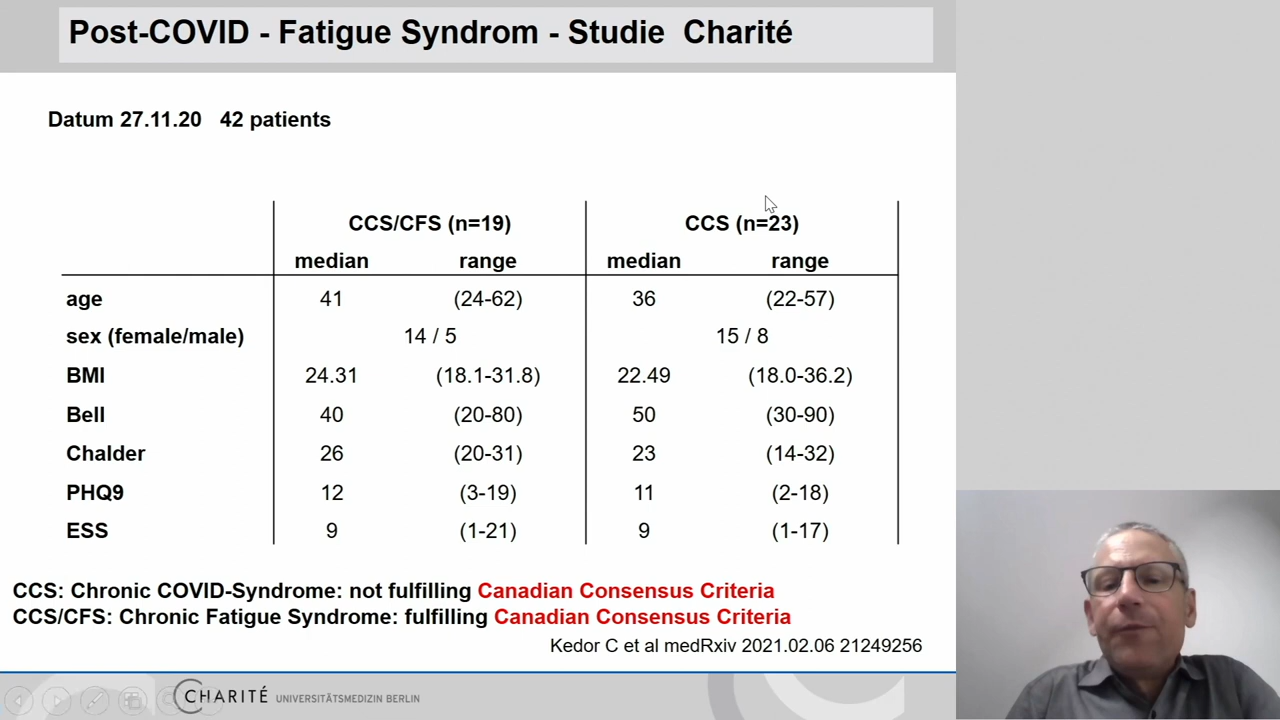 Post-COVID - Fatigue Syndrom - Studie Charité
Datum 27.11.20 42 patients
CCS/CFS (n=19) CCS (n=23)
median range median range
age 41 (24-62) 36 (22-57)
sex (female/male) 14 / 5 15 / 8
BMI 24.31 (18.1-31.8) 22.49 (18.0-36.2)
Bell 40 (20-80) 50 (30-90)
Chalder 26 (20-31) 23 (14-32)
PHQ9 12 (3-19) 11 (2-18)
ESS 9 (1-21) 9 (1-17)
CCS: Chronic COVID-Syndrome: not fulfilling Canadian Consensus Criteria
CCS/CFS: Chronic Fatigue Syndrome: fulfilling Canadian Consensus Criteria
Kedor C et al medRxiv 2021.02.06 21249256
CHARITÉ UNIVERSITÄTSMEDIZIN BERLIN